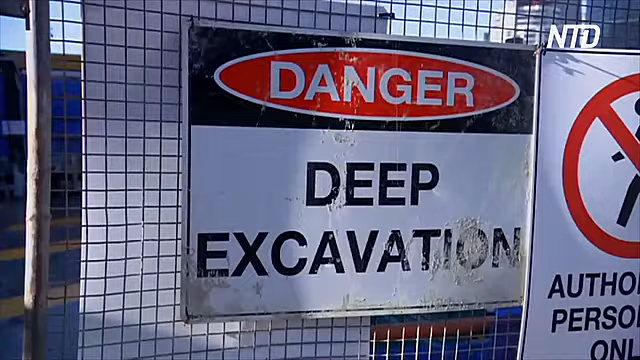 NTD
DANGER
DEEP
EXCAVATION
AUTHO
PERSO
ONL